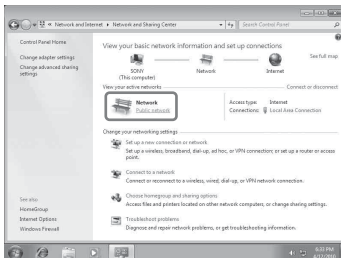 « Network and Internet ▸ Network and Sharing Center
Search Control Panel
Control Panel Home
Change adapter settings
Change advanced sharing
settings
View your basic network information and set up connections
See full map
SONY
(This computer)
Network
Internet
View your active networks
Connect or disconnect
Network
Public network
Access type: Internet
Connections: Local Area Connection
Change your networking settings
Set up a new connection or network
Set up a wireless, broadband, dial-up, ad hoc, or VPN connection; or set up a router or access
point.
Connect to a network
Connect or reconnect to a wireless, wired, dial-up, or VPN network connection.
Choose homegroup and sharing options
Access files and printers located on other network computers, or change sharing settings.
Troubleshoot problems
Diagnose and repair network problems, or get troubleshooting information.
See also
HomeGroup
Internet Options
Windows Firewall